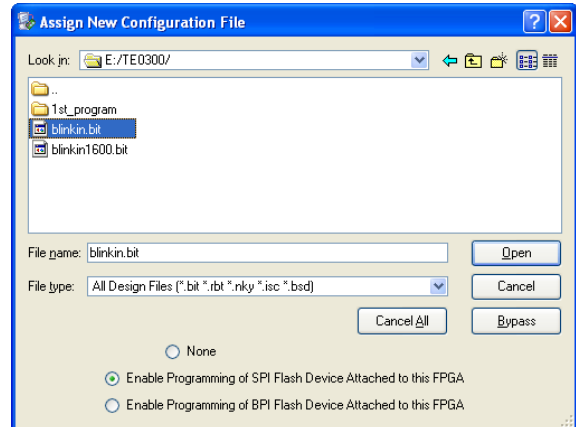 Assign New Configuration File
Look in: E:/TE0300/
..
1st_program
blinkin.bit
blinkin1600.bit
File name: blinkin.bit Open
File type: All Design Files (*.bit *.rbt *.nky *.isc *.bsd) Cancel
Cancel All Bypass
None
Enable Programming of SPI Flash Device Attached to this FPGA
Enable Programming of BPI Flash Device Attached to this FPGA